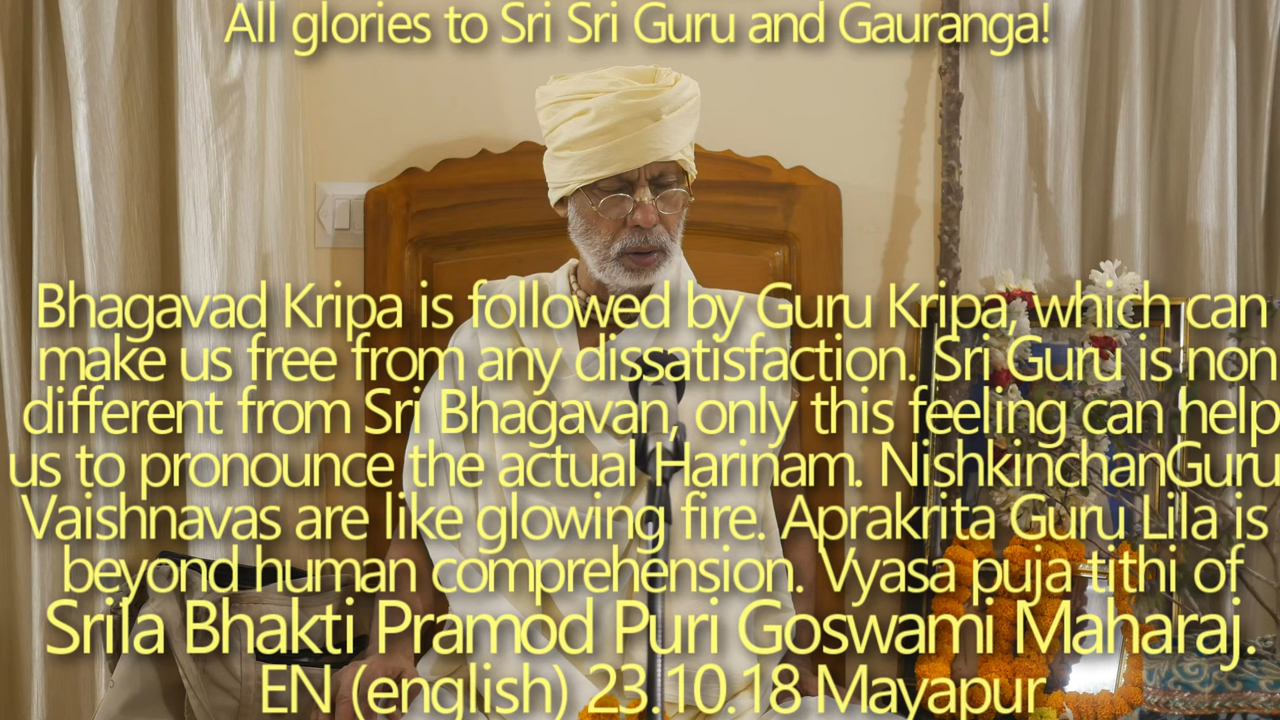 All glories to Sri Sri Guru and Gauranga!
Bhagavad Kripa is followed by Guru Kripa, which can
make us free from any dissatisfaction. Sri Guru is non
different from Sri Bhagavan, only this feeling can help
us to pronounce the actual Harinam. NishkinchanGuru
Vaishnavas are like glowing fire. Aprakrita Guru Lila is
beyond human comprehension. Vyasa puja tithi of
Srila Bhakti Pramod Puri Goswami Maharaj.
EN (english) 23.10.18 Mayapur